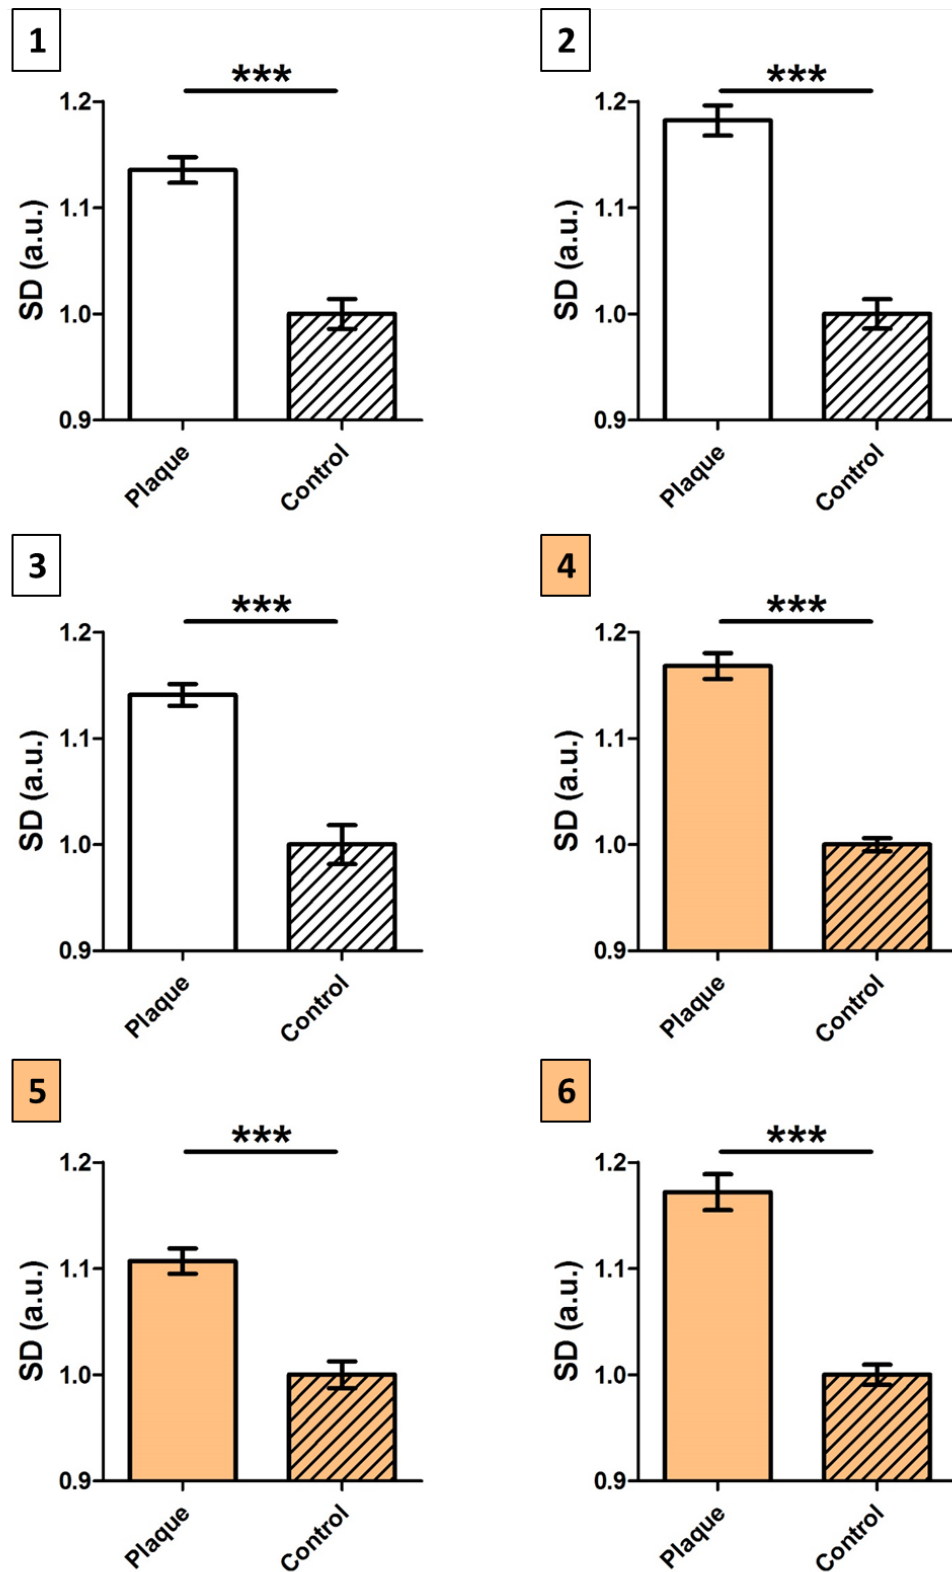 1
***
1.2
1.1
1.0
0.9
SD (a.u.)
Plaque
Control
2
***
1.2
1.1
1.0
0.9
SD (a.u.)
Plaque
Control
3
***
1.2
1.1
1.0
0.9
SD (a.u.)
Plaque
Control
4
***
1.2
1.1
1.0
0.9
SD (a.u.)
Plaque
Control
5
***
1.2
1.1
1.0
0.9
SD (a.u.)
Plaque
Control
6
***
1.2
1.1
1.0
0.9
SD (a.u.)
Plaque
Control